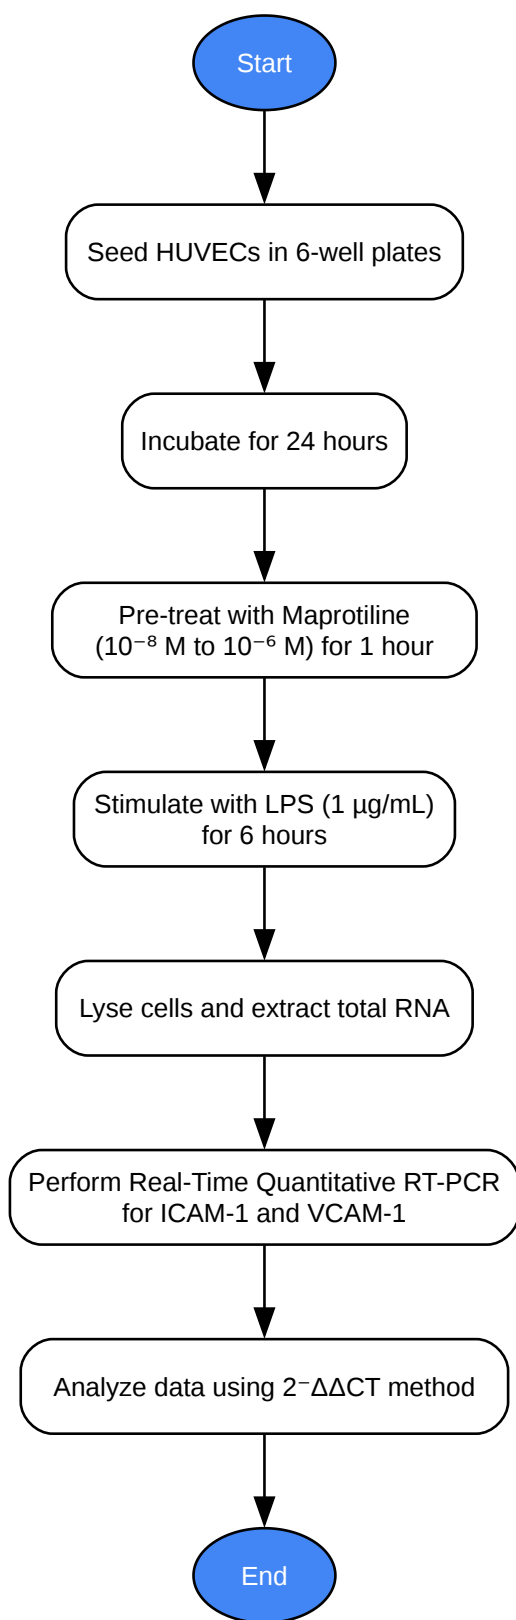 Start
Seed HUVECs in 6-well plates
Incubate for 24 hours
Pre-treat with Maprotiline
(10⁻⁸ M to 10⁻⁶ M) for 1 hour
Stimulate with LPS (1 µg/mL)
for 6 hours
Lyse cells and extract total RNA
Perform Real-Time Quantitative RT-PCR
for ICAM-1 and VCAM-1
Analyze data using 2⁻ΔΔCT method
End